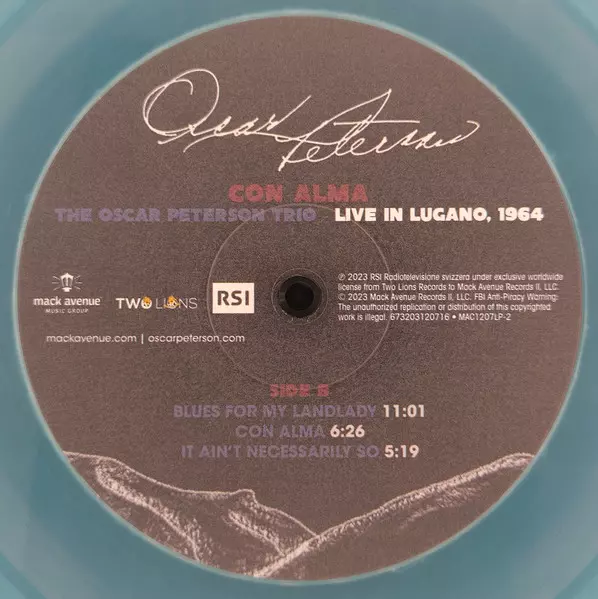 Oscar Peterson
CON ALMA
THE OSCAR PETERSON TRIO LIVE IN LUGANO, 1964
mack avenue
MUSIC GROUP
TWO LIONS
RSI
℗ 2023 RSI Radiotelevisione svizzera under exclusive worldwide
license from Two Lions Records to Mack Avenue Records II, LLC.
© 2023 Mack Avenue Records II, LLC. FBI Anti-Piracy Warning:
The unauthorized replication or distribution of this copyrighted
work is illegal. 673203120716 • MAC1207LP-2
mackavenue.com | oscarpeterson.com
SIDE B
BLUES FOR MY LANDLADY 11:01
CON ALMA 6:26
IT AIN'T NECESSARILY SO 5:19